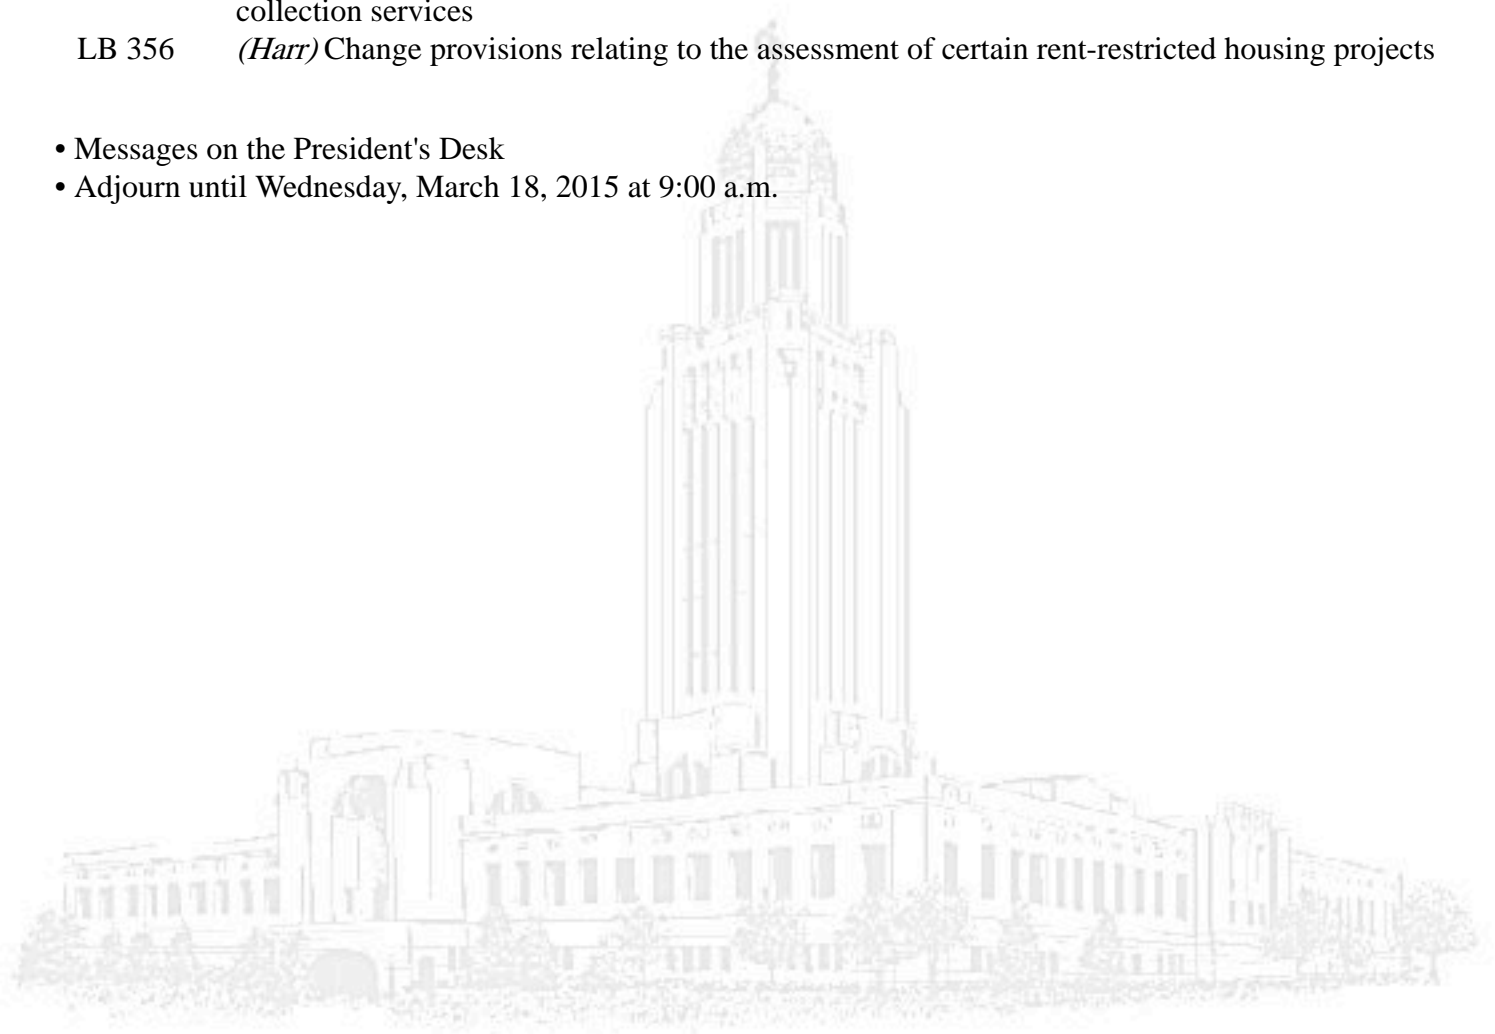 collection services
LB 356 (Harr) Change provisions relating to the assessment of certain rent-restricted housing projects
• Messages on the President's Desk
• Adjourn until Wednesday, March 18, 2015 at 9:00 a.m.